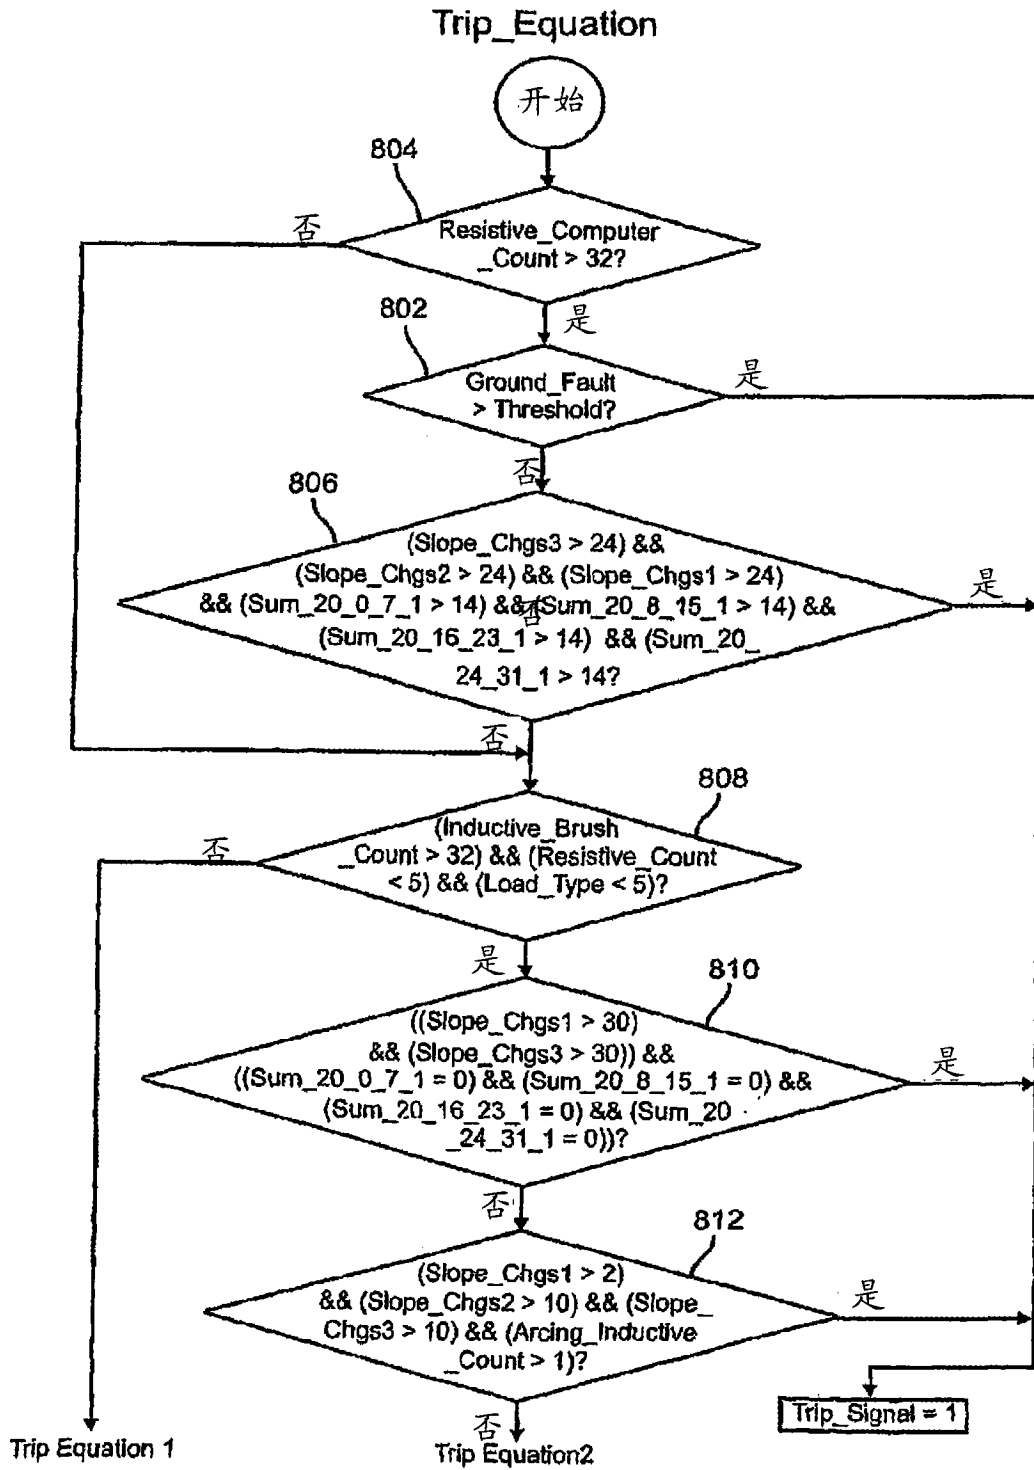 Trip_Equation
开始
804
否
Resistive_Computer
_Count > 32?
802
是
Ground_Fault
> Threshold?
是
否
806
(Slope_Chgs3 > 24) &&
(Slope_Chgs2 > 24) && (Slope_Chgs1 > 24)
&& (Sum_20_0_7_1 > 14) && (Sum_20_8_15_1 > 14) &&
否
(Sum_20_16_23_1 > 14) && (Sum_20_
24_31_1 > 14?
是
否
808
否
(Inductive_Brush
_Count > 32) && (Resistive_Count
< 5) && (Load_Type < 5)?
是
810
((Slope_Chgs1 > 30)
&& (Slope_Chgs3 > 30)) &&
((Sum_20_0_7_1 = 0) && (Sum_20_8_15_1 = 0) &&
(Sum_20_16_23_1 = 0) && (Sum_20
_24_31_1 = 0))?
是
否
812
(Slope_Chgs1 > 2)
&& (Slope_Chgs2 > 10) && (Slope_
Chgs3 > 10) && (Arcing_Inductive
_Count > 1)?
是
Trip_Signal = 1
否
Trip Equation 1
Trip Equation2